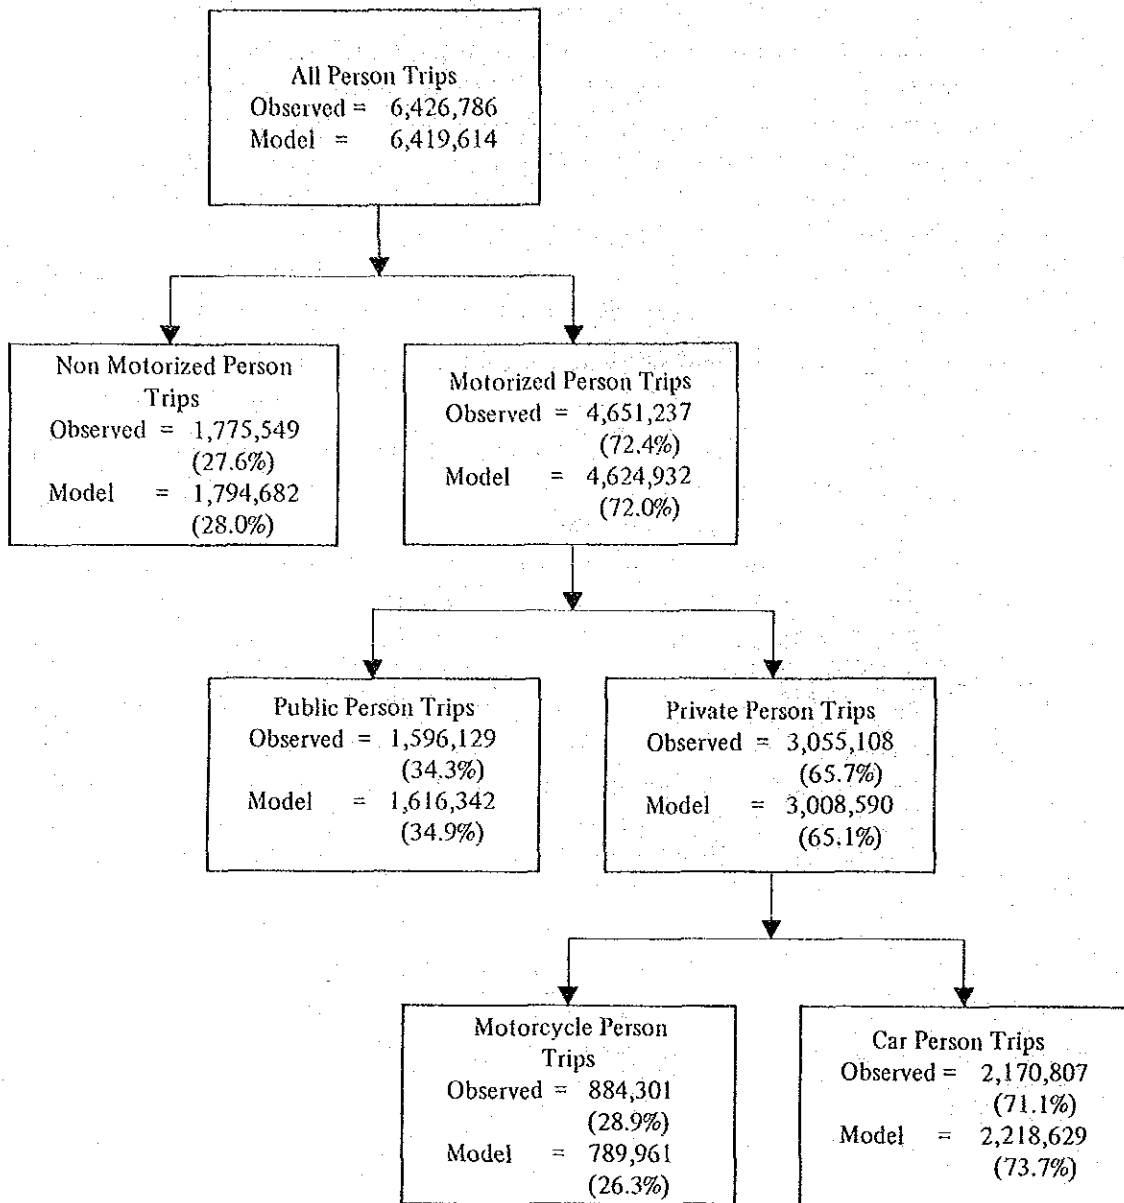 All Person Trips
Observed = 6,426,786
Model = 6,419,614
Non Motorized Person
Trips
Observed = 1,775,549
(27.6%)
Model = 1,794,682
(28.0%)
Motorized Person Trips
Observed = 4,651,237
(72.4%)
Model = 4,624,932
(72.0%)
Public Person Trips
Observed = 1,596,129
(34.3%)
Model = 1,616,342
(34.9%)
Private Person Trips
Observed = 3,055,108
(65.7%)
Model = 3,008,590
(65.1%)
Motorcycle Person
Trips
Observed = 884,301
(28.9%)
Model = 789,961
(26.3%)
Car Person Trips
Observed = 2,170,807
(71.1%)
Model = 2,218,629
(73.7%)